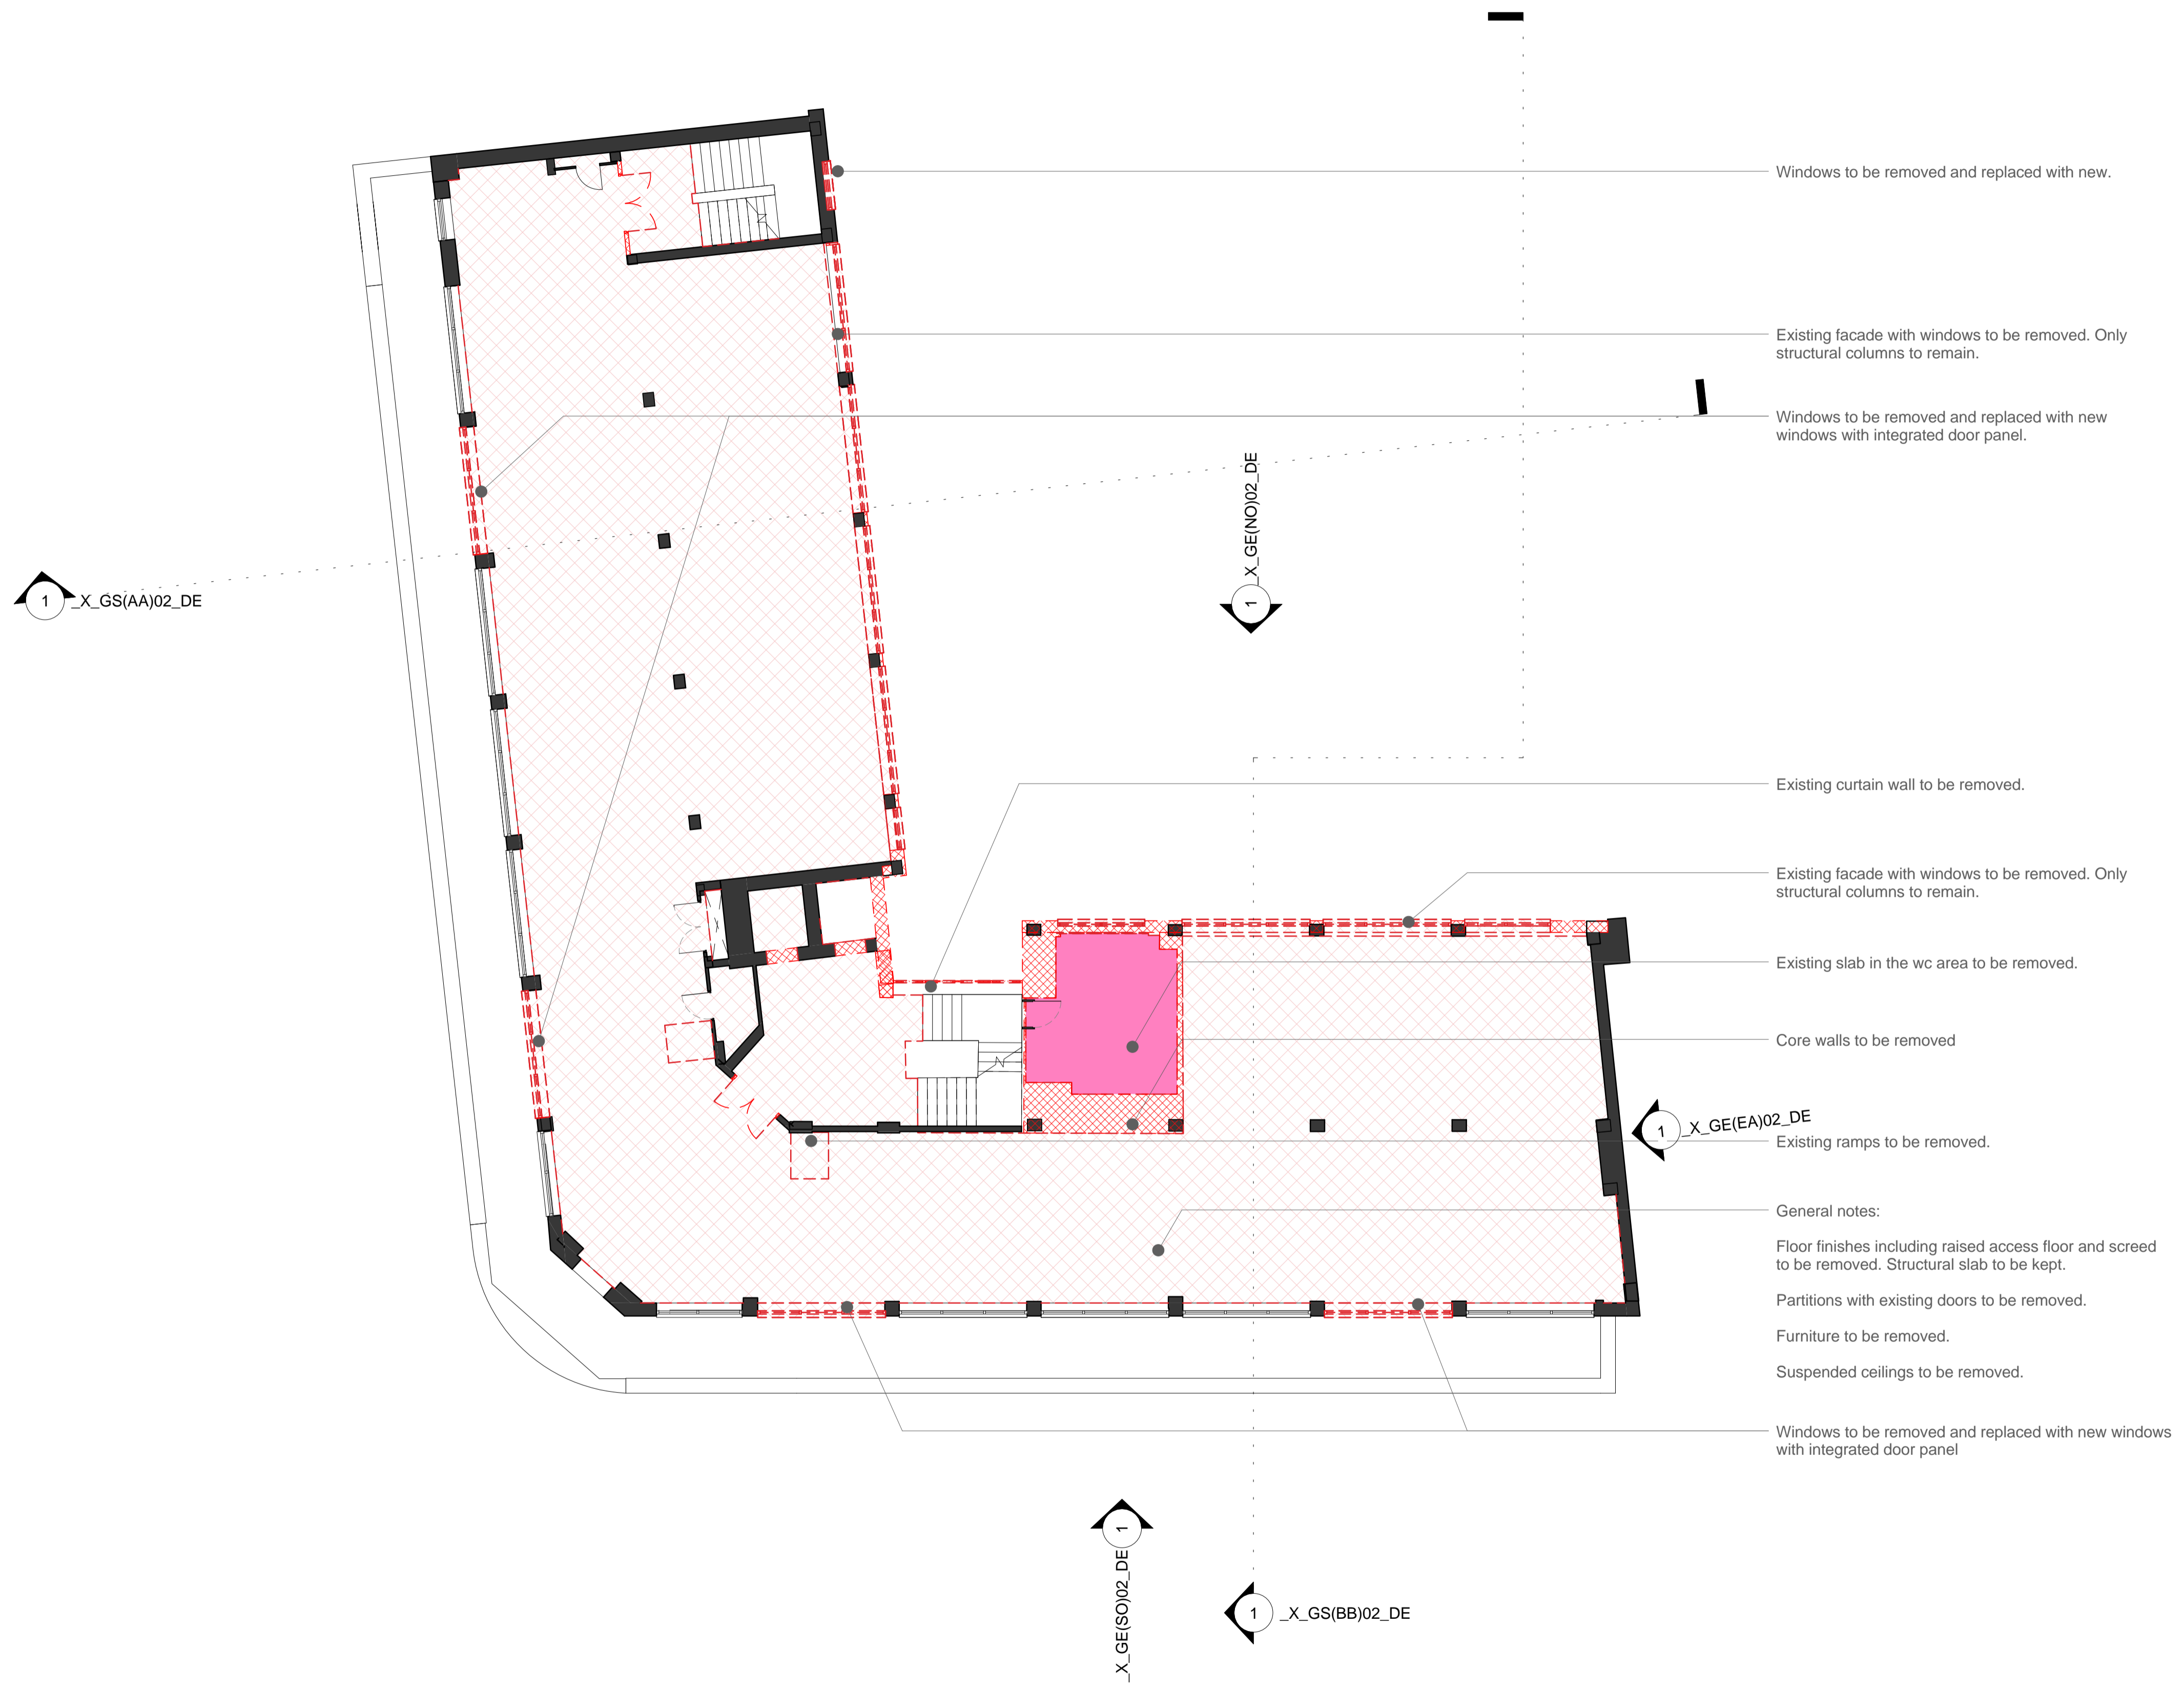 Windows to be removed and replaced with new.
Existing facade with windows to be removed. Only
structural columns to remain.
Windows to be removed and replaced with new
windows with integrated door panel.
_X_GE(NO)02_DE
1
1
_X_GS(AA)02_DE
Existing curtain wall to be removed.
Existing facade with windows to be removed. Only
structural columns to remain.
Existing slab in the wc area to be removed.
Core walls to be removed
1
_X_GE(EA)02_DE
Existing ramps to be removed.
General notes:
Floor finishes including raised access floor and screed
to be removed. Structural slab to be kept.
Partitions with existing doors to be removed.
Furniture to be removed.
Suspended ceilings to be removed.
Windows to be removed and replaced with new windows
with integrated door panel
1
_X_GE(SO)02_DE
1
_X_GS(BB)02_DE